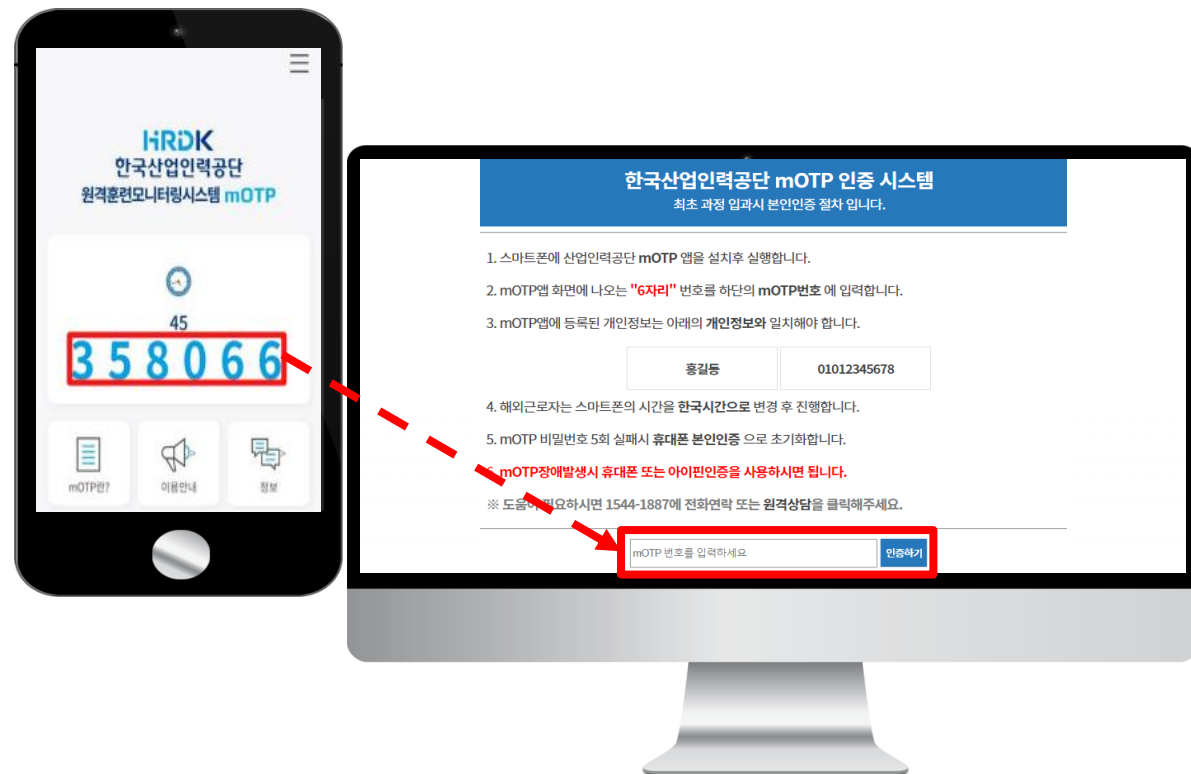 HRDK
한국산업인력공단
원격훈련모니터링시스템 mOTP
45
358066
mOTP란?
이용안내
정보
한국산업인력공단 mOTP 인증 시스템
최초 과정 입과시 본인인증 절차 입니다.
1. 스마트폰에 산업인력공단 mOTP 앱을 설치후 실행합니다.
2. mOTP앱 화면에 나오는 "6자리" 번호를 하단의 mOTP번호 에 입력합니다.
3. mOTP앱에 등록된 개인정보는 아래의 개인정보와 일치해야 합니다.
홍길동 01012345678
4. 해외근로자는 스마트폰의 시간을 한국시간으로 변경 후 진행합니다.
5. mOTP 비밀번호 5회 실패시 휴대폰 본인인증 으로 초기화합니다.
6. mOTP장애발생시 휴대폰 또는 아이핀인증을 사용하시면 됩니다.
※ 도움이 필요하시면 1544-1887에 전화연락 또는 원격상담을 클릭해주세요.
mOTP 번호를 입력하세요 인증하기